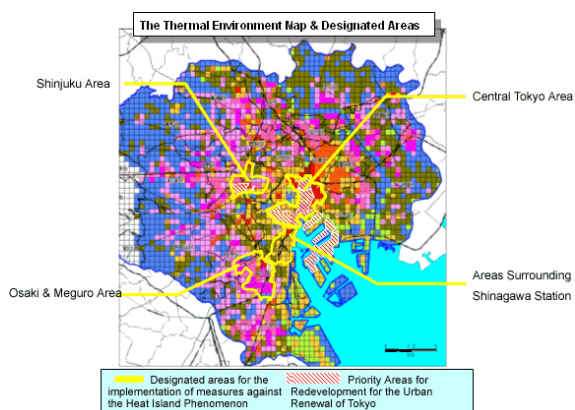 The Thermal Environment Map & Designated Areas
Shinjuku Area
Central Tokyo Area
Osaki & Meguro Area
Areas Surrounding
Shinagawa Station
Designated areas for the
implementation of measures against
the Heat Island Phenomenon
Priority Areas for
Redevelopment for the Urban
Renewal of Tokyo